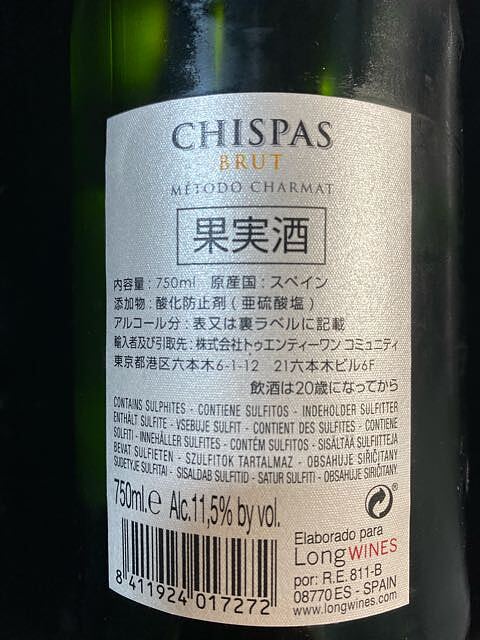 CHISPAS
BRUT
MÉTODO CHARMAT
果実酒
内容量：750ml 原産国：スペイン
添加物：酸化防止剤(亜硫酸塩)
アルコール分：表又は裏ラベルに記載
輸入者及び引取先：株式会社トゥエンティーワン コミュニティ
東京都港区六本木6-1-12 21六本木ビル6F
飲酒は20歳になってから
CONTAINS SULPHITES - CONTIENE SULFITOS - INDEHOLDER SULFITTER
ENTHÄLT SULFITE - VSEBUJE SULFIT - CONTIENT DES SULFITES - CONTIENE
SOLFITI - INNEHÅLLER SULFITES - CONTÉM SULFITOS - SISÄLTÄÄ SULFITTEJA
BEVAT SULFIETEN - SZULFITOK TARTALMAZ - OBSAHUJE SIŘIČITANY
SUDETYJE SULFITAI - SISALDAB SULFITID - SATUR SULFITI - OBSAHUJE SIRIČITANY
750ml.e Alc.11,5% by vol.
®
8 411924 017272
Elaborado para
Long WINES
por: R.E. 811-B
08770 ES - SPAIN
www.longwines.com